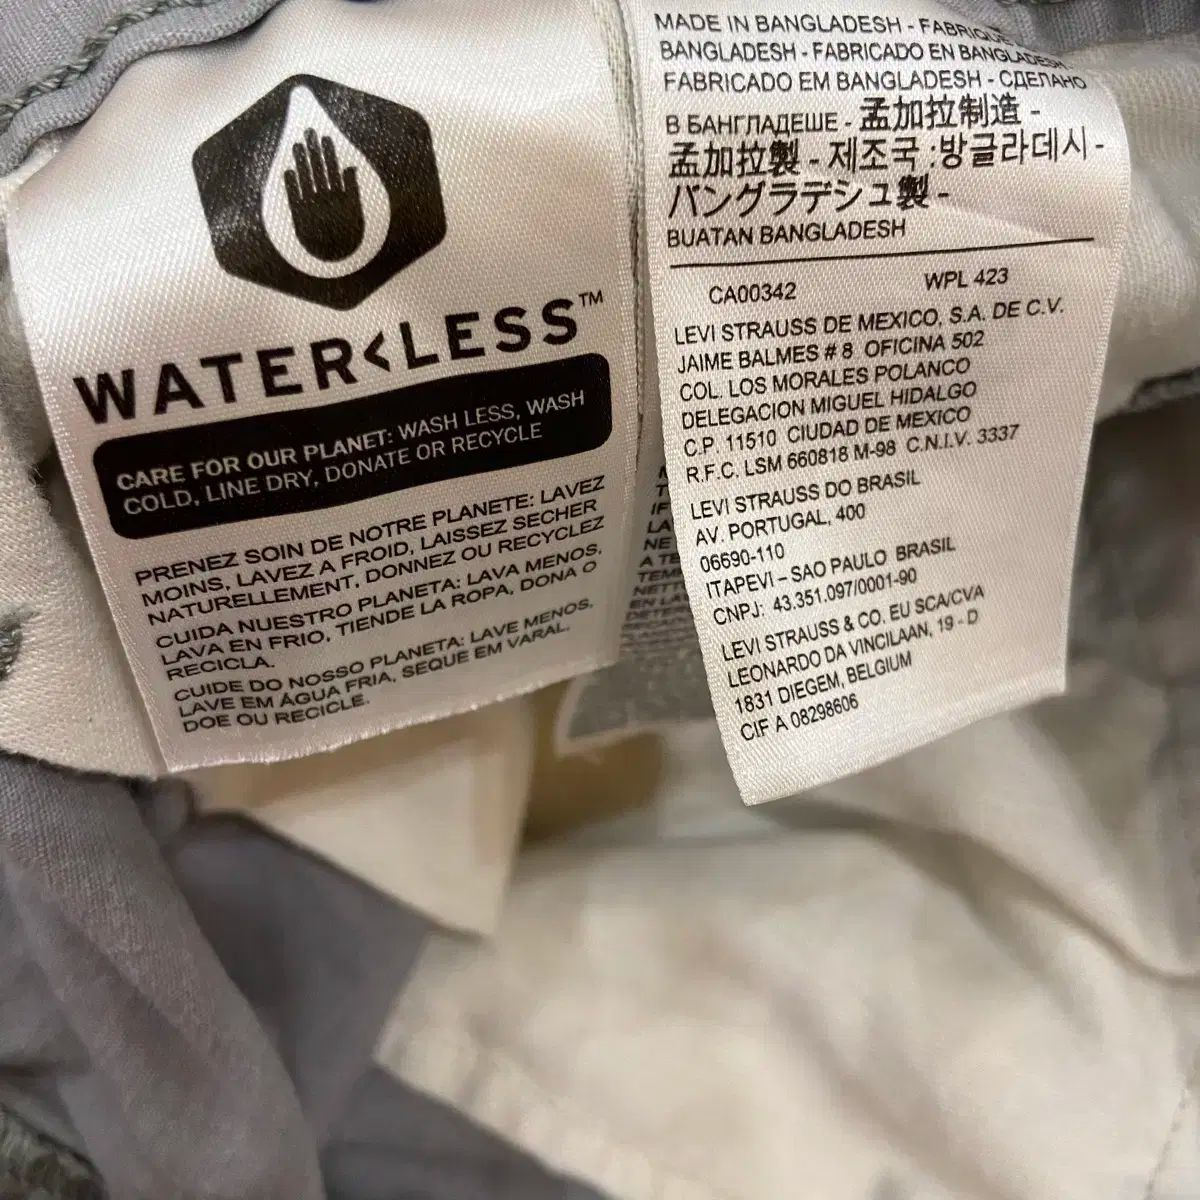 WATER<LESS™
CARE FOR OUR PLANET: WASH LESS, WASH
COLD, LINE DRY, DONATE OR RECYCLE
PRENEZ SOIN DE NOTRE PLANETE: LAVEZ
MOINS, LAVEZ A FROID, LAISSEZ SECHER
NATURELLEMENT, DONNEZ OU RECYCLEZ
CUIDA NUESTRO PLANETA: LAVA MENOS,
LAVA EN FRIO, TIENDE LA ROPA, DONA O
RECICLA.
CUIDE DO NOSSO PLANETA: LAVE MENOS,
LAVE EM ÁGUA FRIA, SEQUE EM VARAL.
DOE OU RECICLE.
MADE IN BANGLADESH - FABRIQUE
BANGLADESH - FABRICADO EN BANGLADESH
FABRICADO EM BANGLADESH - СДЕЛАНО
В БАНГЛАДЕШЕ - 孟加拉制造 -
孟加拉製 - 제조국 :방글라데시 -
バングラデシュ製 -
BUATAN BANGLADESH
CA00342 WPL 423
LEVI STRAUSS DE MEXICO, S.A. DE C.V.
JAIME BALMES # 8 OFICINA 502
COL. LOS MORALES POLANCO
DELEGACION MIGUEL HIDALGO
C.P. 11510 CIUDAD DE MEXICO
R.F.C. LSM 660818 M-98 C.N.I.V. 3337
LEVI STRAUSS DO BRASIL
AV. PORTUGAL, 400
06690-110
ITAPEVI – SAO PAULO BRASIL
CNPJ: 43.351.097/0001-90
LEVI STRAUSS & CO. EU SCA/CVA
LEONARDO DA VINCILAAN, 19 - D
1831 DIEGEM, BELGIUM
CIF A 08298606